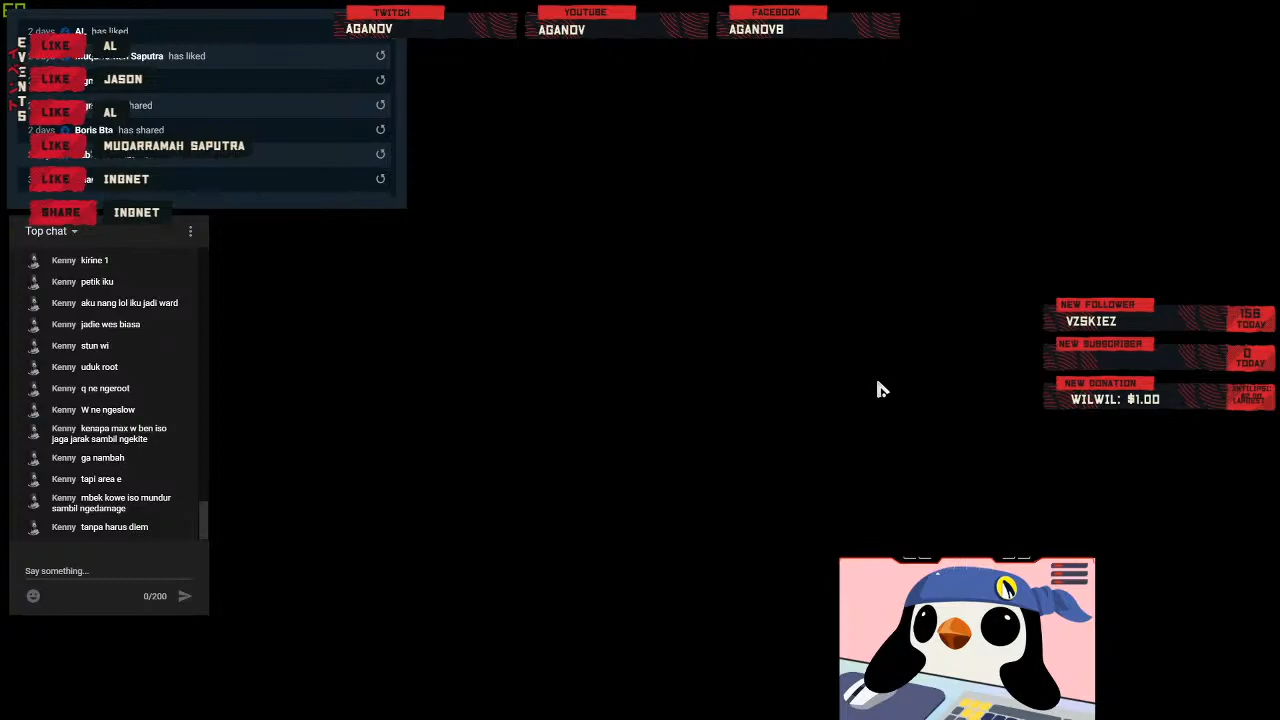 TWITCH
AGANOV
YOUTUBE
AGANOV
FACEBOOK
AGANOV8
EVENTS
2 days AL has liked
LIKE AL
Saputra has liked
LIKE JASON
LIKE AL
hared
2 days Boris Bta has shared
LIKE MUQARRAMAH SAPUTRA
LIKE INGNET
SHARE INGNET
Top chat
Kenny kirine 1
Kenny petik iku
Kenny aku nang lol iku jadi ward
Kenny jadie wes biasa
Kenny stun wi
Kenny uduk root
Kenny q ne ngeroot
Kenny W ne ngeslow
Kenny kenapa max w ben iso
jaga jarak sambil ngekite
Kenny ga nambah
Kenny tapi area e
Kenny mbek kowe iso mundur
sambil ngedamage
Kenny tanpa harus diem
Say something...
0/200
NEW FOLLOWER
VZSKIEZ
156
TODAY
NEW SUBSCRIBER
0
TODAY
NEW DONATION
WILWIL: $1.00
LARGEST